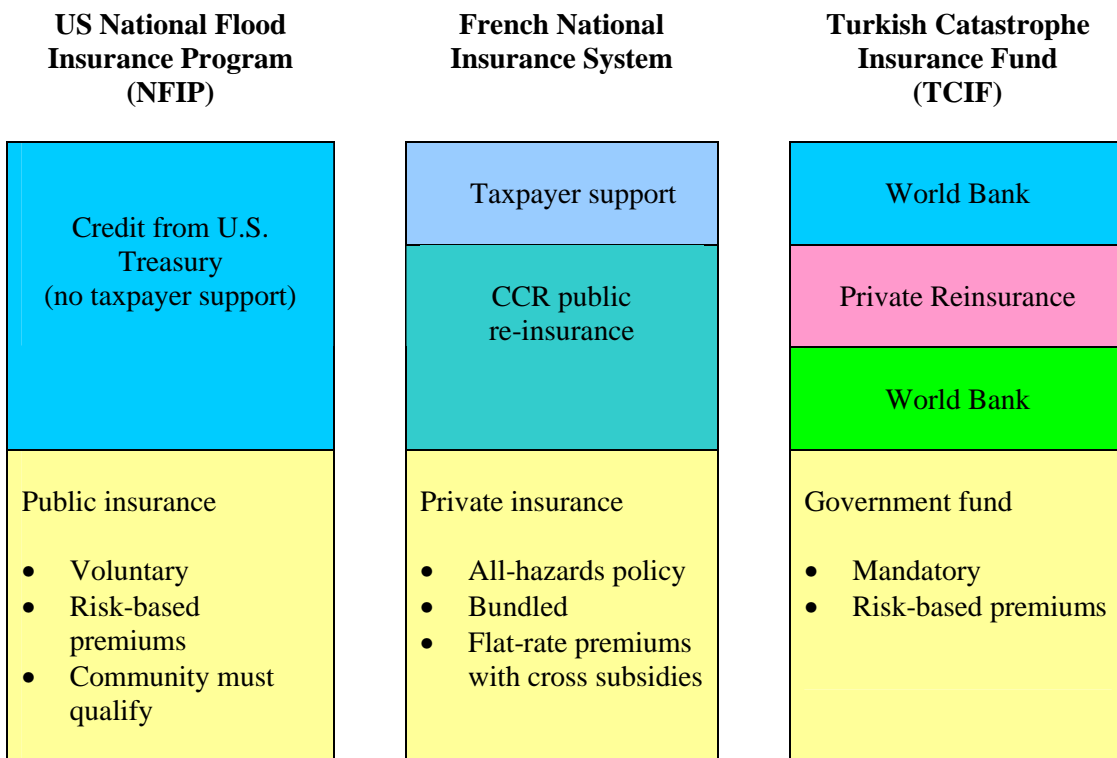 US National Flood
Insurance Program
(NFIP)
French National
Insurance System
Turkish Catastrophe
Insurance Fund
(TCIF)
Credit from U.S.
Treasury
(no taxpayer support)
Public insurance
• Voluntary
• Risk-based
premiums
• Community must
qualify
Taxpayer support
CCR public
re-insurance
Private insurance
• All-hazards policy
• Bundled
• Flat-rate premiums
with cross subsidies
World Bank
Private Reinsurance
World Bank
Government fund
• Mandatory
• Risk-based premiums